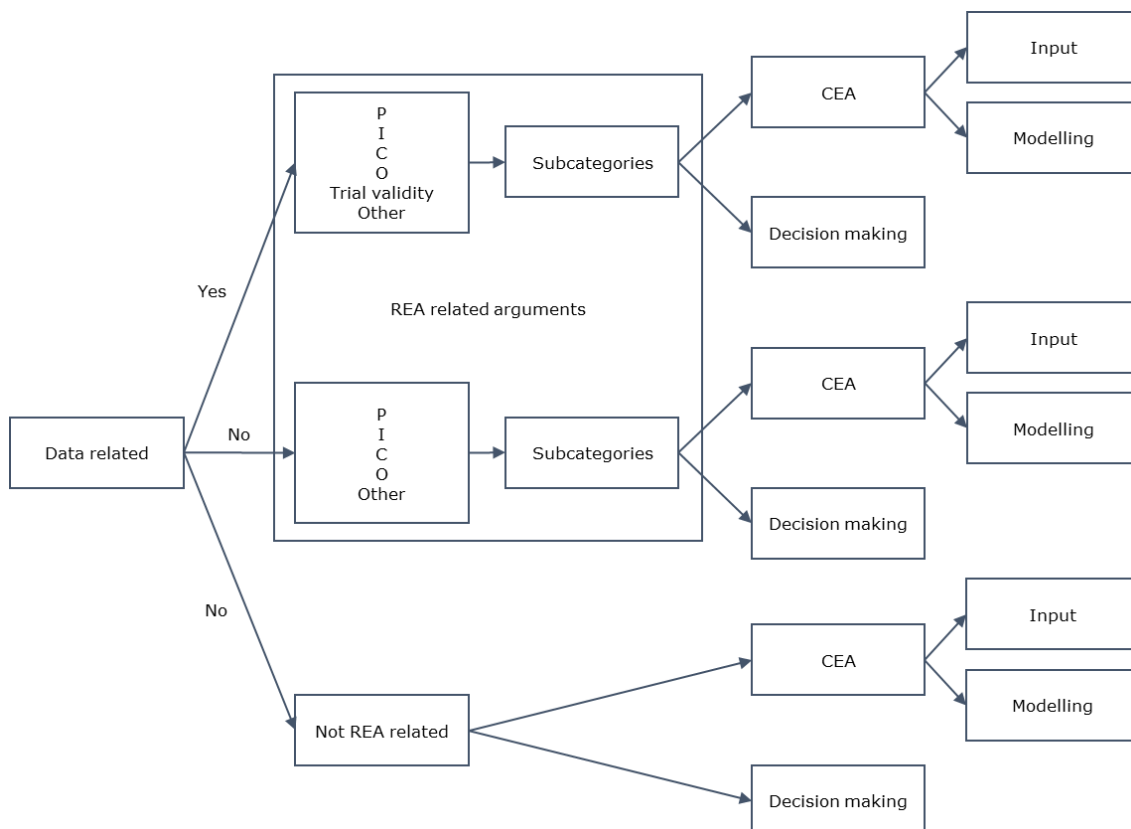 Data related
Yes
No
No
P
I
C
O
Trial validity
Other
Subcategories
REA related arguments
P
I
C
O
Other
Subcategories
Not REA related
CEA
Input
Modelling
Decision making
CEA
Input
Modelling
Decision making
CEA
Input
Modelling
Decision making